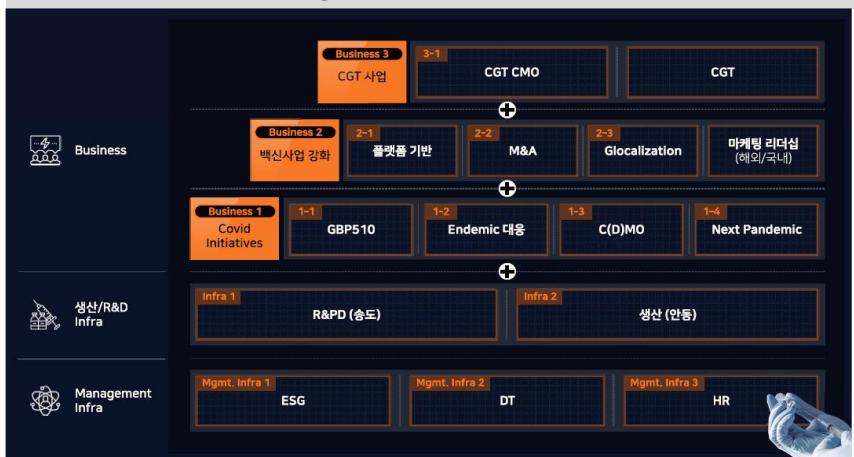 Business
Business 3
CGT 사업
3-1
CGT CMO
CGT
Business 2
백신사업 강화
2-1
플랫폼 기반
2-2
M&A
2-3
Glocalization
마케팅 리더십
(해외/국내)
Business 1
Covid
Initiatives
1-1
GBP510
1-2
Endemic 대응
1-3
C(D)MO
1-4
Next Pandemic
생산/R&D
Infra
Infra 1
R&PD (송도)
Infra 2
생산 (안동)
Management
Infra
Mgmt. Infra 1
ESG
Mgmt. Infra 2
DT
Mgmt. Infra 3
HR